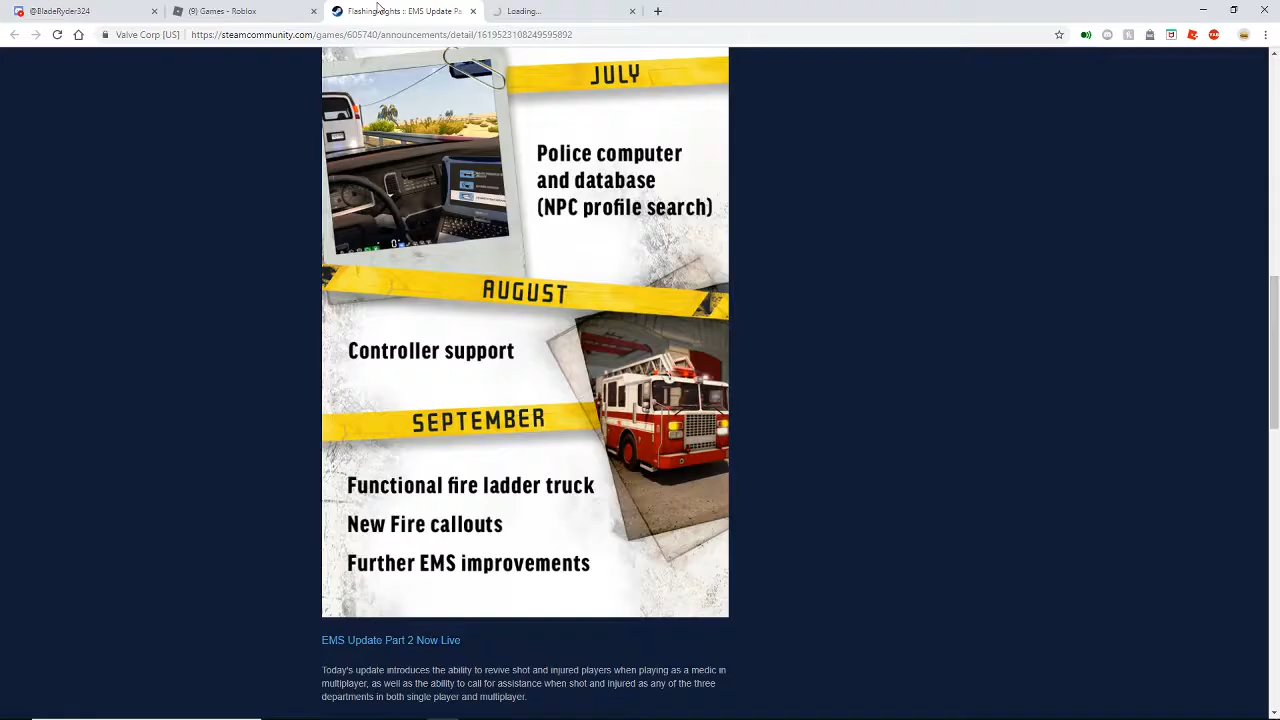 @BladeRyder324
(9) Games - Roblox
Flashing Lights :: EMS Update Pa
Loading...
Valve Corp [US]
https://steamcommunity.com/games/605740/announcements/detail/1619523108249595892
JULY
Police computer
and database
(NPC profile search)
AUGUST
Controller support
SEPTEMBER
Functional fire ladder truck
New Fire callouts
Further EMS improvements
EMS Update Part 2 Now Live
Today's update introduces the ability to revive shot and injured players when playing as a medic in
multiplayer, as well as the ability to call for assistance when shot and injured as any of the three
departments in both single player and multiplayer.